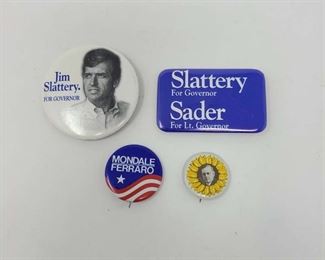 Jim
Slattery.
FOR GOVERNOR
Slattery
For Governor
Sader
For Lt. Governor
MONDALE
FERRARO